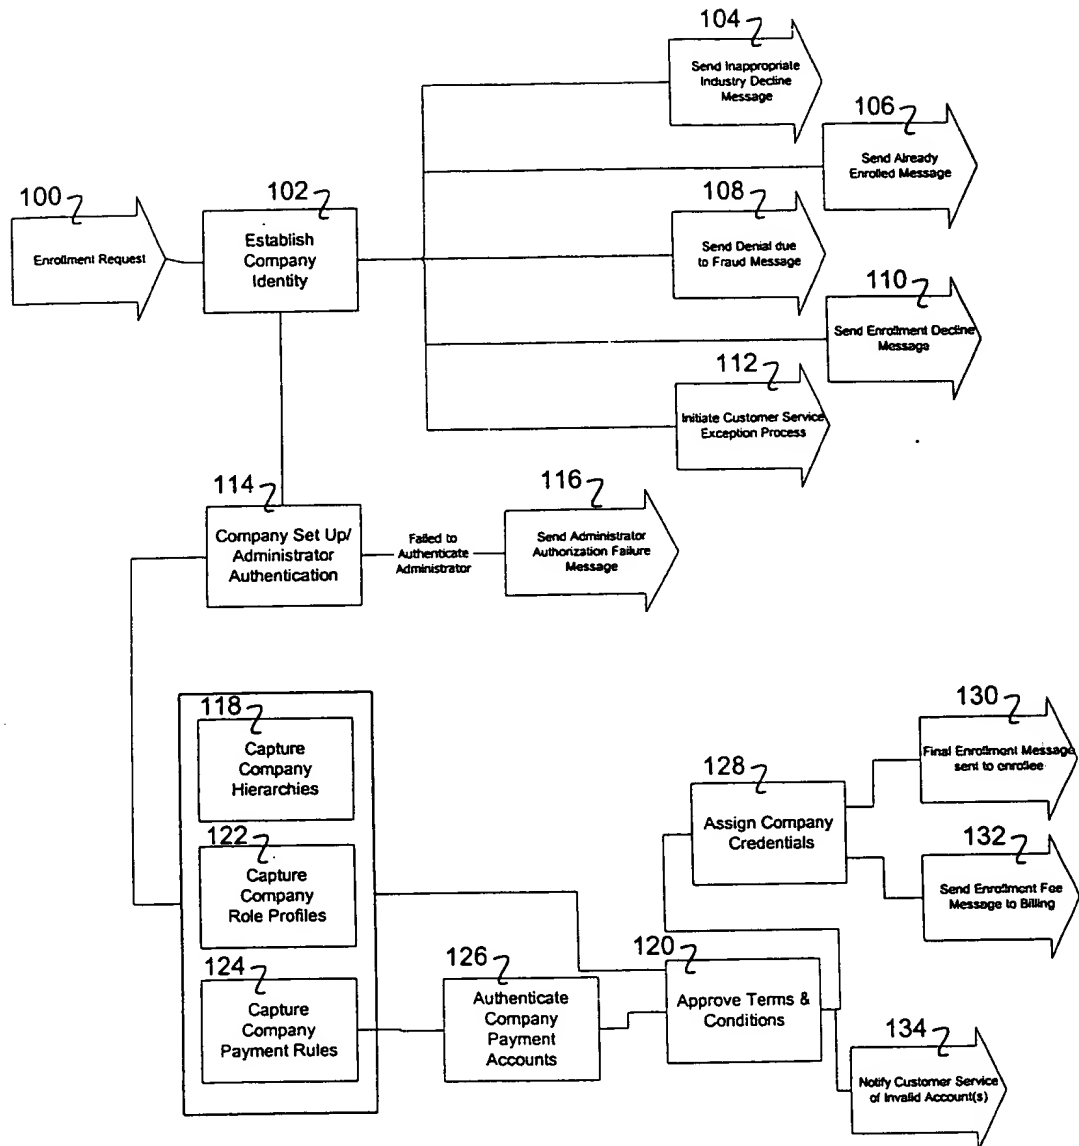 104
Send Inappropriate
Industry Decline
Message
106
Send Already
Enrolled Message
100
Enrollment Request
102
Establish
Company
Identity
108
Send Denial due
to Fraud Message
110
Send Enrollment Decline
Message
112
Initiate Customer Service
Exception Process
114
Company Set Up/
Administrator
Authentication
Failed to
Authenticate
Administrator
116
Send Administrator
Authorization Failure
Message
118
Capture
Company
Hierarchies
122
Capture
Company
Role Profiles
124
Capture
Company
Payment Rules
126
Authenticate
Company
Payment
Accounts
120
Approve Terms &
Conditions
128
Assign Company
Credentials
130
Final Enrollment Message
sent to enrollee
132
Send Enrollment Fee
Message to Billing
134
Notify Customer Service
of Invalid Account(s)